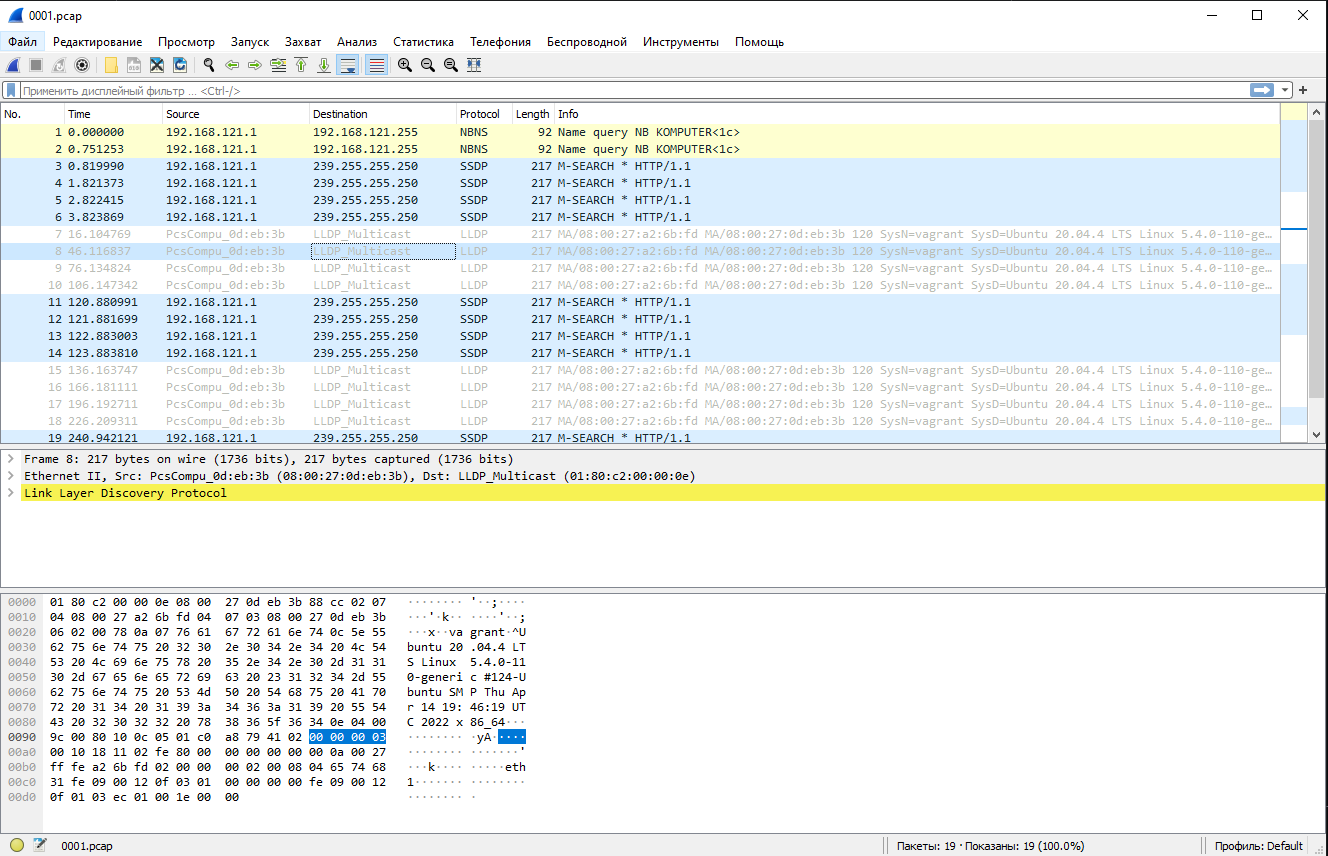 0001.pcap
Файл Редактирование Просмотр Запуск Захват Анализ Статистика Телефония Беспроводной Инструменты Помощь
Применить дисплейный фильтр ... <Ctrl-/>
No. Time Source Destination Protocol Length Info
1 0.000000 192.168.121.1 192.168.121.255 NBNS 92 Name query NB KOMPUTER<1c>
2 0.751253 192.168.121.1 192.168.121.255 NBNS 92 Name query NB KOMPUTER<1c>
3 0.819990 192.168.121.1 239.255.255.250 SSDP 217 M-SEARCH * HTTP/1.1
4 1.821373 192.168.121.1 239.255.255.250 SSDP 217 M-SEARCH * HTTP/1.1
5 2.822415 192.168.121.1 239.255.255.250 SSDP 217 M-SEARCH * HTTP/1.1
6 3.823869 192.168.121.1 239.255.255.250 SSDP 217 M-SEARCH * HTTP/1.1
7 16.104769 PcsCompu_0d:eb:3b LLDP_Multicast LLDP 217 MA/08:00:27:a2:6b:fd MA/08:00:27:0d:eb:3b 120 SysN=vagrant SysD=Ubuntu 20.04.4 LTS Linux 5.4.0-110-ge…
8 46.116837 PcsCompu_0d:eb:3b LLDP_Multicast LLDP 217 MA/08:00:27:a2:6b:fd MA/08:00:27:0d:eb:3b 120 SysN=vagrant SysD=Ubuntu 20.04.4 LTS Linux 5.4.0-110-ge…
9 76.134824 PcsCompu_0d:eb:3b LLDP_Multicast LLDP 217 MA/08:00:27:a2:6b:fd MA/08:00:27:0d:eb:3b 120 SysN=vagrant SysD=Ubuntu 20.04.4 LTS Linux 5.4.0-110-ge…
10 106.147342 PcsCompu_0d:eb:3b LLDP_Multicast LLDP 217 MA/08:00:27:a2:6b:fd MA/08:00:27:0d:eb:3b 120 SysN=vagrant SysD=Ubuntu 20.04.4 LTS Linux 5.4.0-110-ge…
11 120.880991 192.168.121.1 239.255.255.250 SSDP 217 M-SEARCH * HTTP/1.1
12 121.881699 192.168.121.1 239.255.255.250 SSDP 217 M-SEARCH * HTTP/1.1
13 122.883003 192.168.121.1 239.255.255.250 SSDP 217 M-SEARCH * HTTP/1.1
14 123.883810 192.168.121.1 239.255.255.250 SSDP 217 M-SEARCH * HTTP/1.1
15 136.163747 PcsCompu_0d:eb:3b LLDP_Multicast LLDP 217 MA/08:00:27:a2:6b:fd MA/08:00:27:0d:eb:3b 120 SysN=vagrant SysD=Ubuntu 20.04.4 LTS Linux 5.4.0-110-ge…
16 166.181111 PcsCompu_0d:eb:3b LLDP_Multicast LLDP 217 MA/08:00:27:a2:6b:fd MA/08:00:27:0d:eb:3b 120 SysN=vagrant SysD=Ubuntu 20.04.4 LTS Linux 5.4.0-110-ge…
17 196.192711 PcsCompu_0d:eb:3b LLDP_Multicast LLDP 217 MA/08:00:27:a2:6b:fd MA/08:00:27:0d:eb:3b 120 SysN=vagrant SysD=Ubuntu 20.04.4 LTS Linux 5.4.0-110-ge…
18 226.209311 PcsCompu_0d:eb:3b LLDP_Multicast LLDP 217 MA/08:00:27:a2:6b:fd MA/08:00:27:0d:eb:3b 120 SysN=vagrant SysD=Ubuntu 20.04.4 LTS Linux 5.4.0-110-ge…
19 240.942121 192.168.121.1 239.255.255.250 SSDP 217 M-SEARCH * HTTP/1.1
Frame 8: 217 bytes on wire (1736 bits), 217 bytes captured (1736 bits)
Ethernet II, Src: PcsCompu_0d:eb:3b (08:00:27:0d:eb:3b), Dst: LLDP_Multicast (01:80:c2:00:00:0e)
Link Layer Discovery Protocol
0000 01 80 c2 00 00 0e 08 00 27 0d eb 3b 88 cc 02 07 ········ '··;····
0010 04 08 00 27 a2 6b fd 04 07 03 08 00 27 0d eb 3b ···'·k·· ····'··;
0020 06 02 00 78 0a 07 76 61 67 72 61 6e 74 0c 5e 55 ···x··va grant·^U
0030 62 75 6e 74 75 20 32 30 2e 30 34 2e 34 20 4c 54 buntu 20 .04.4 LT
0040 53 20 4c 69 6e 75 78 20 35 2e 34 2e 30 2d 31 31 S Linux 5.4.0-11
0050 30 2d 67 65 6e 65 72 69 63 20 23 31 32 34 2d 55 0-generi c #124-U
0060 62 75 6e 74 75 20 53 4d 50 20 54 68 75 20 41 70 buntu SM P Thu Ap
0070 72 20 31 34 20 31 39 3a 34 36 3a 31 39 20 55 54 r 14 19: 46:19 UT
0080 43 20 32 30 32 32 20 78 38 36 5f 36 34 0e 04 00 C 2022 x 86_64···
0090 9c 00 80 10 0c 05 01 c0 a8 79 41 02 00 00 00 03 ········ ·yA·····
00a0 00 10 18 11 02 fe 80 00 00 00 00 00 00 0a 00 27 ········ ·······'
00b0 ff fe a2 6b fd 02 00 00 00 02 00 08 04 65 74 68 ···k···· ·····eth
00c0 31 fe 09 00 12 0f 03 01 00 00 00 00 fe 09 00 12 1······· ········
00d0 0f 01 03 ec 01 00 1e 00 00 ········ ·
0001.pcap Пакеты: 19 · Показаны: 19 (100.0%) Профиль: Default